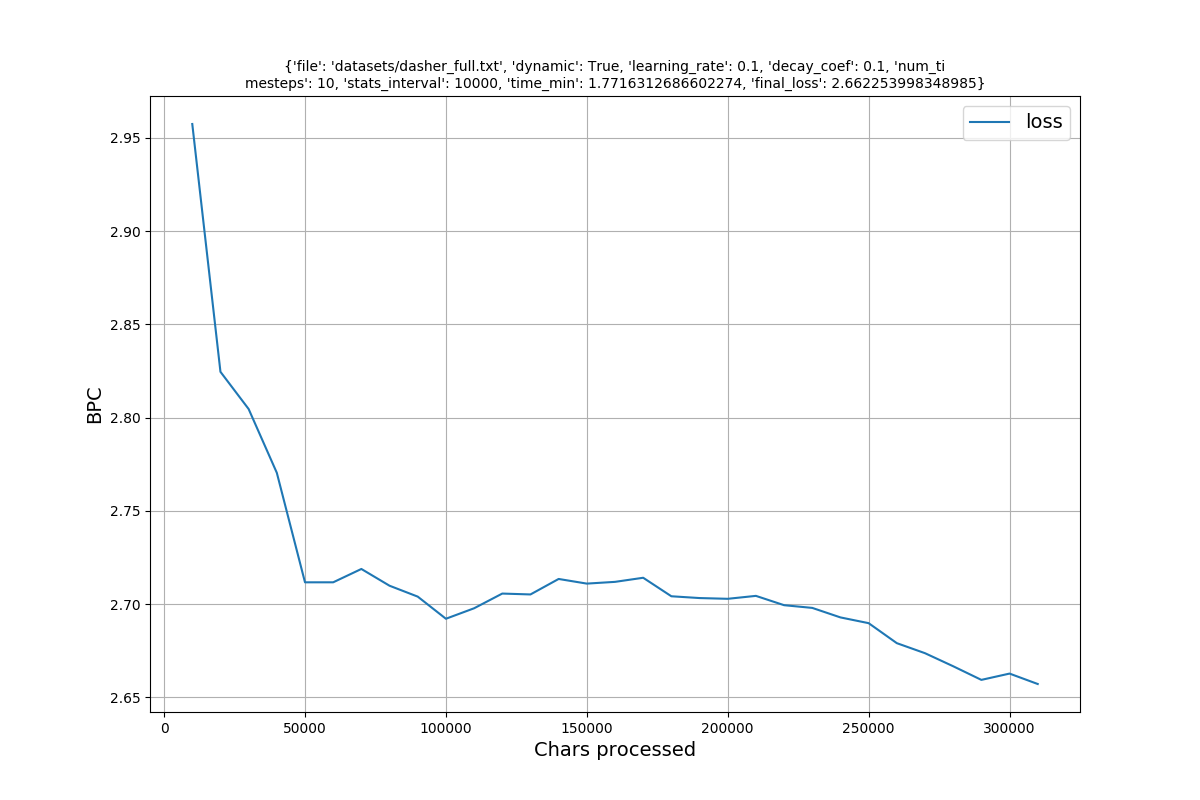 {'file': 'datasets/dasher_full.txt', 'dynamic': True, 'learning_rate': 0.1, 'decay_coef': 0.1, 'num_ti
mesteps': 10, 'stats_interval': 10000, 'time_min': 1.7716312686602274, 'final_loss': 2.662253998348985}
loss
2.95
2.90
2.85
2.80
2.75
2.70
2.65
BPC
0
50000
100000
150000
200000
250000
300000
Chars processed